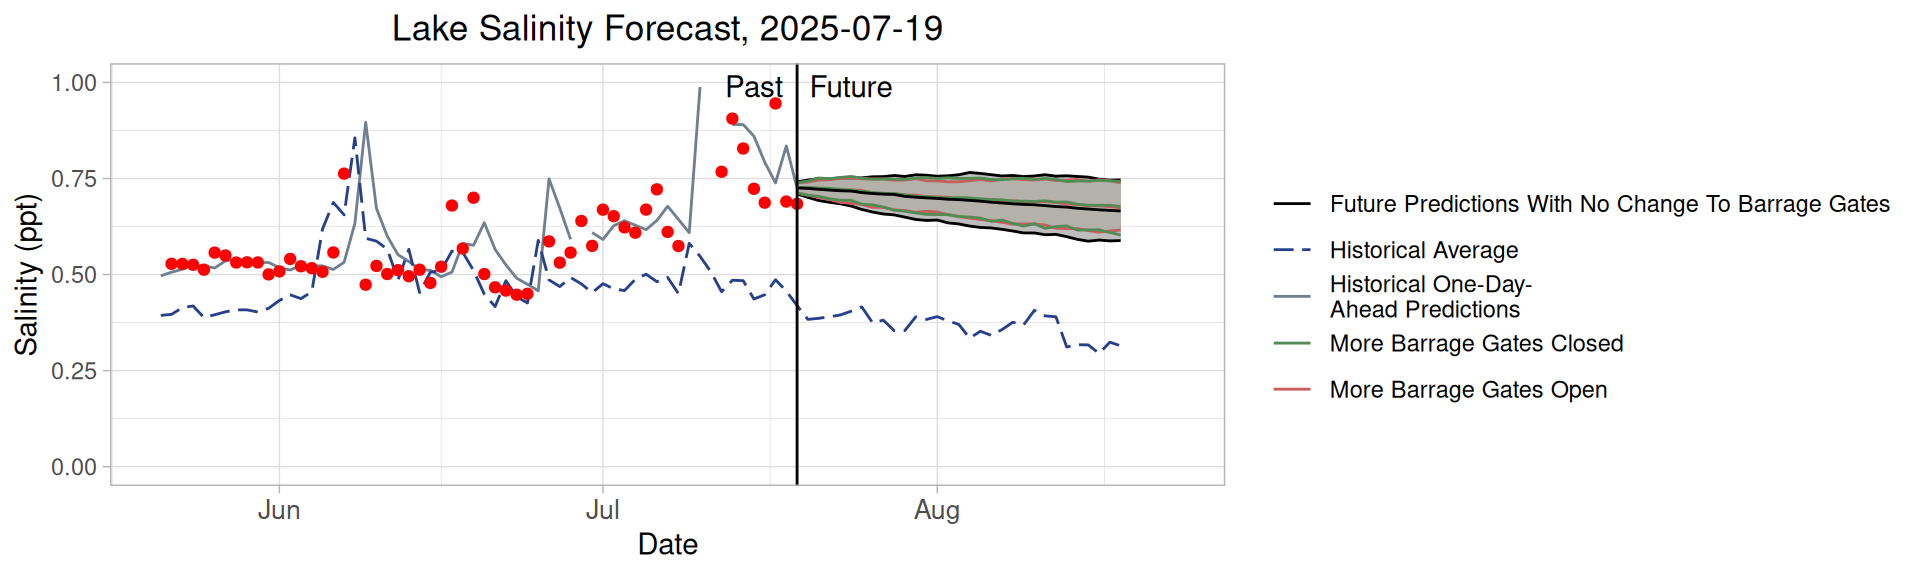 Lake Salinity Forecast, 2025-07-19
Past
Future
1.00
0.75
0.50
0.25
0.00
Salinity (ppt)
Jun
Jul
Aug
Date
Future Predictions With No Change To Barrage Gates
Historical Average
Historical One-Day-
Ahead Predictions
More Barrage Gates Closed
More Barrage Gates Open